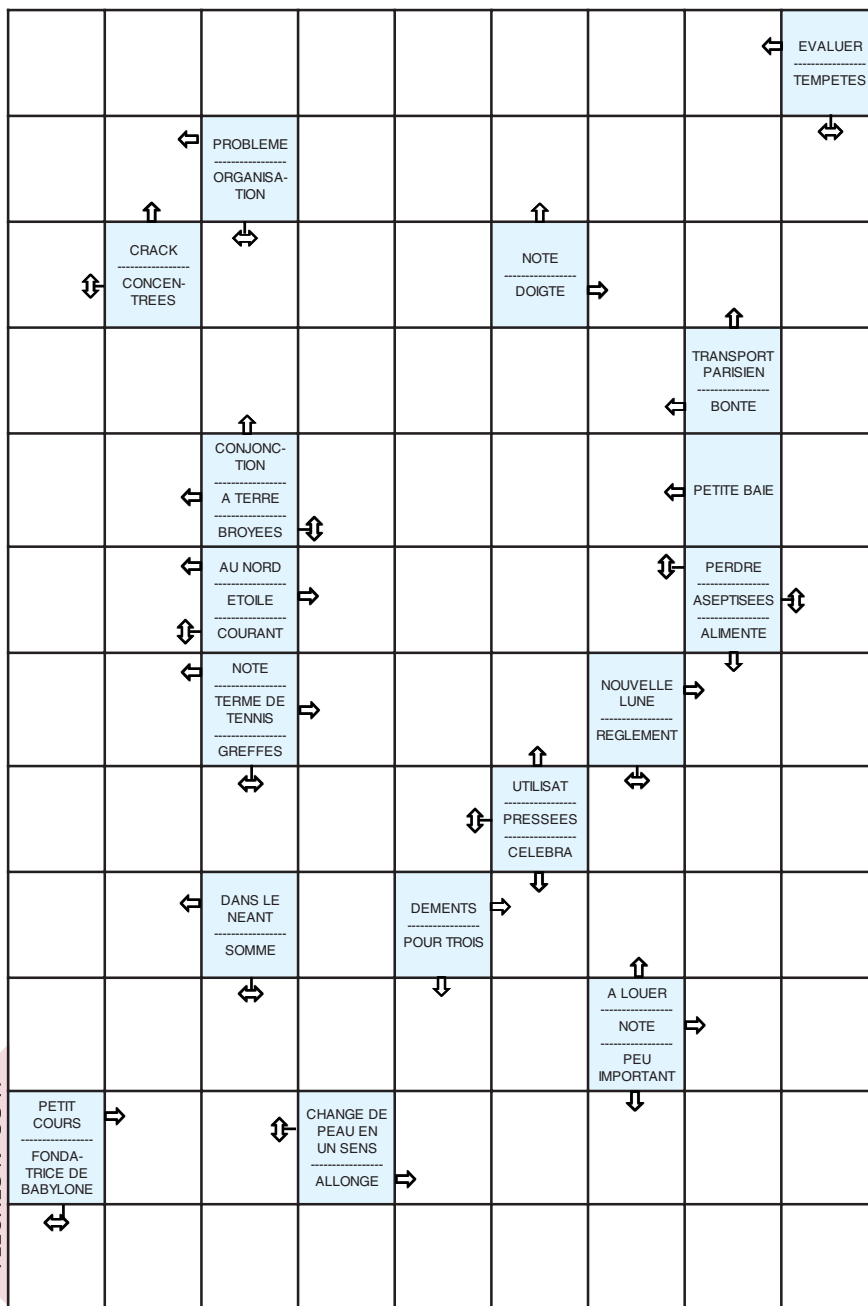 EVALUER
TEMPETES
PROBLEME
ORGANISA-
TION
CRACK
CONCEN-
TREES
NOTE
DOIGTE
TRANSPORT
PARISIEN
BONTE
CONJONC-
TION
A TERRE
BROYEES
PETITE BAIE
AU NORD
ETOILE
COURANT
PERDRE
ASEPTISEES
ALIMENTE
NOTE
TERME DE
TENNIS
GREFFES
NOUVELLE
LUNE
REGLEMENT
UTILISAT
PRESSEES
CELEBRA
DANS LE
NEANT
SOMME
DEMENTS
POUR TROIS
A LOUER
NOTE
PEU
IMPORTANT
PETIT
COURS
FONDA-
TRICE DE
BABYLONE
CHANGE DE
PEAU EN
UN SENS
ALLONGE